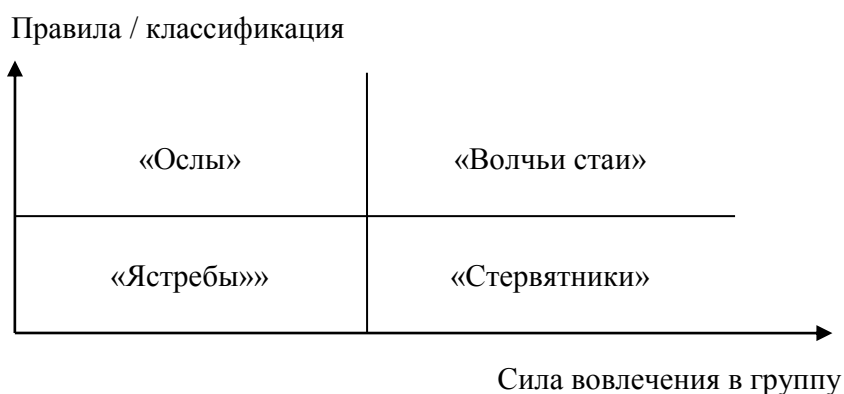 Правила / классификация
«Ослы»
«Волчьи стаи»
«Ястребы»»
«Стервятники»
Сила вовлечения в группу